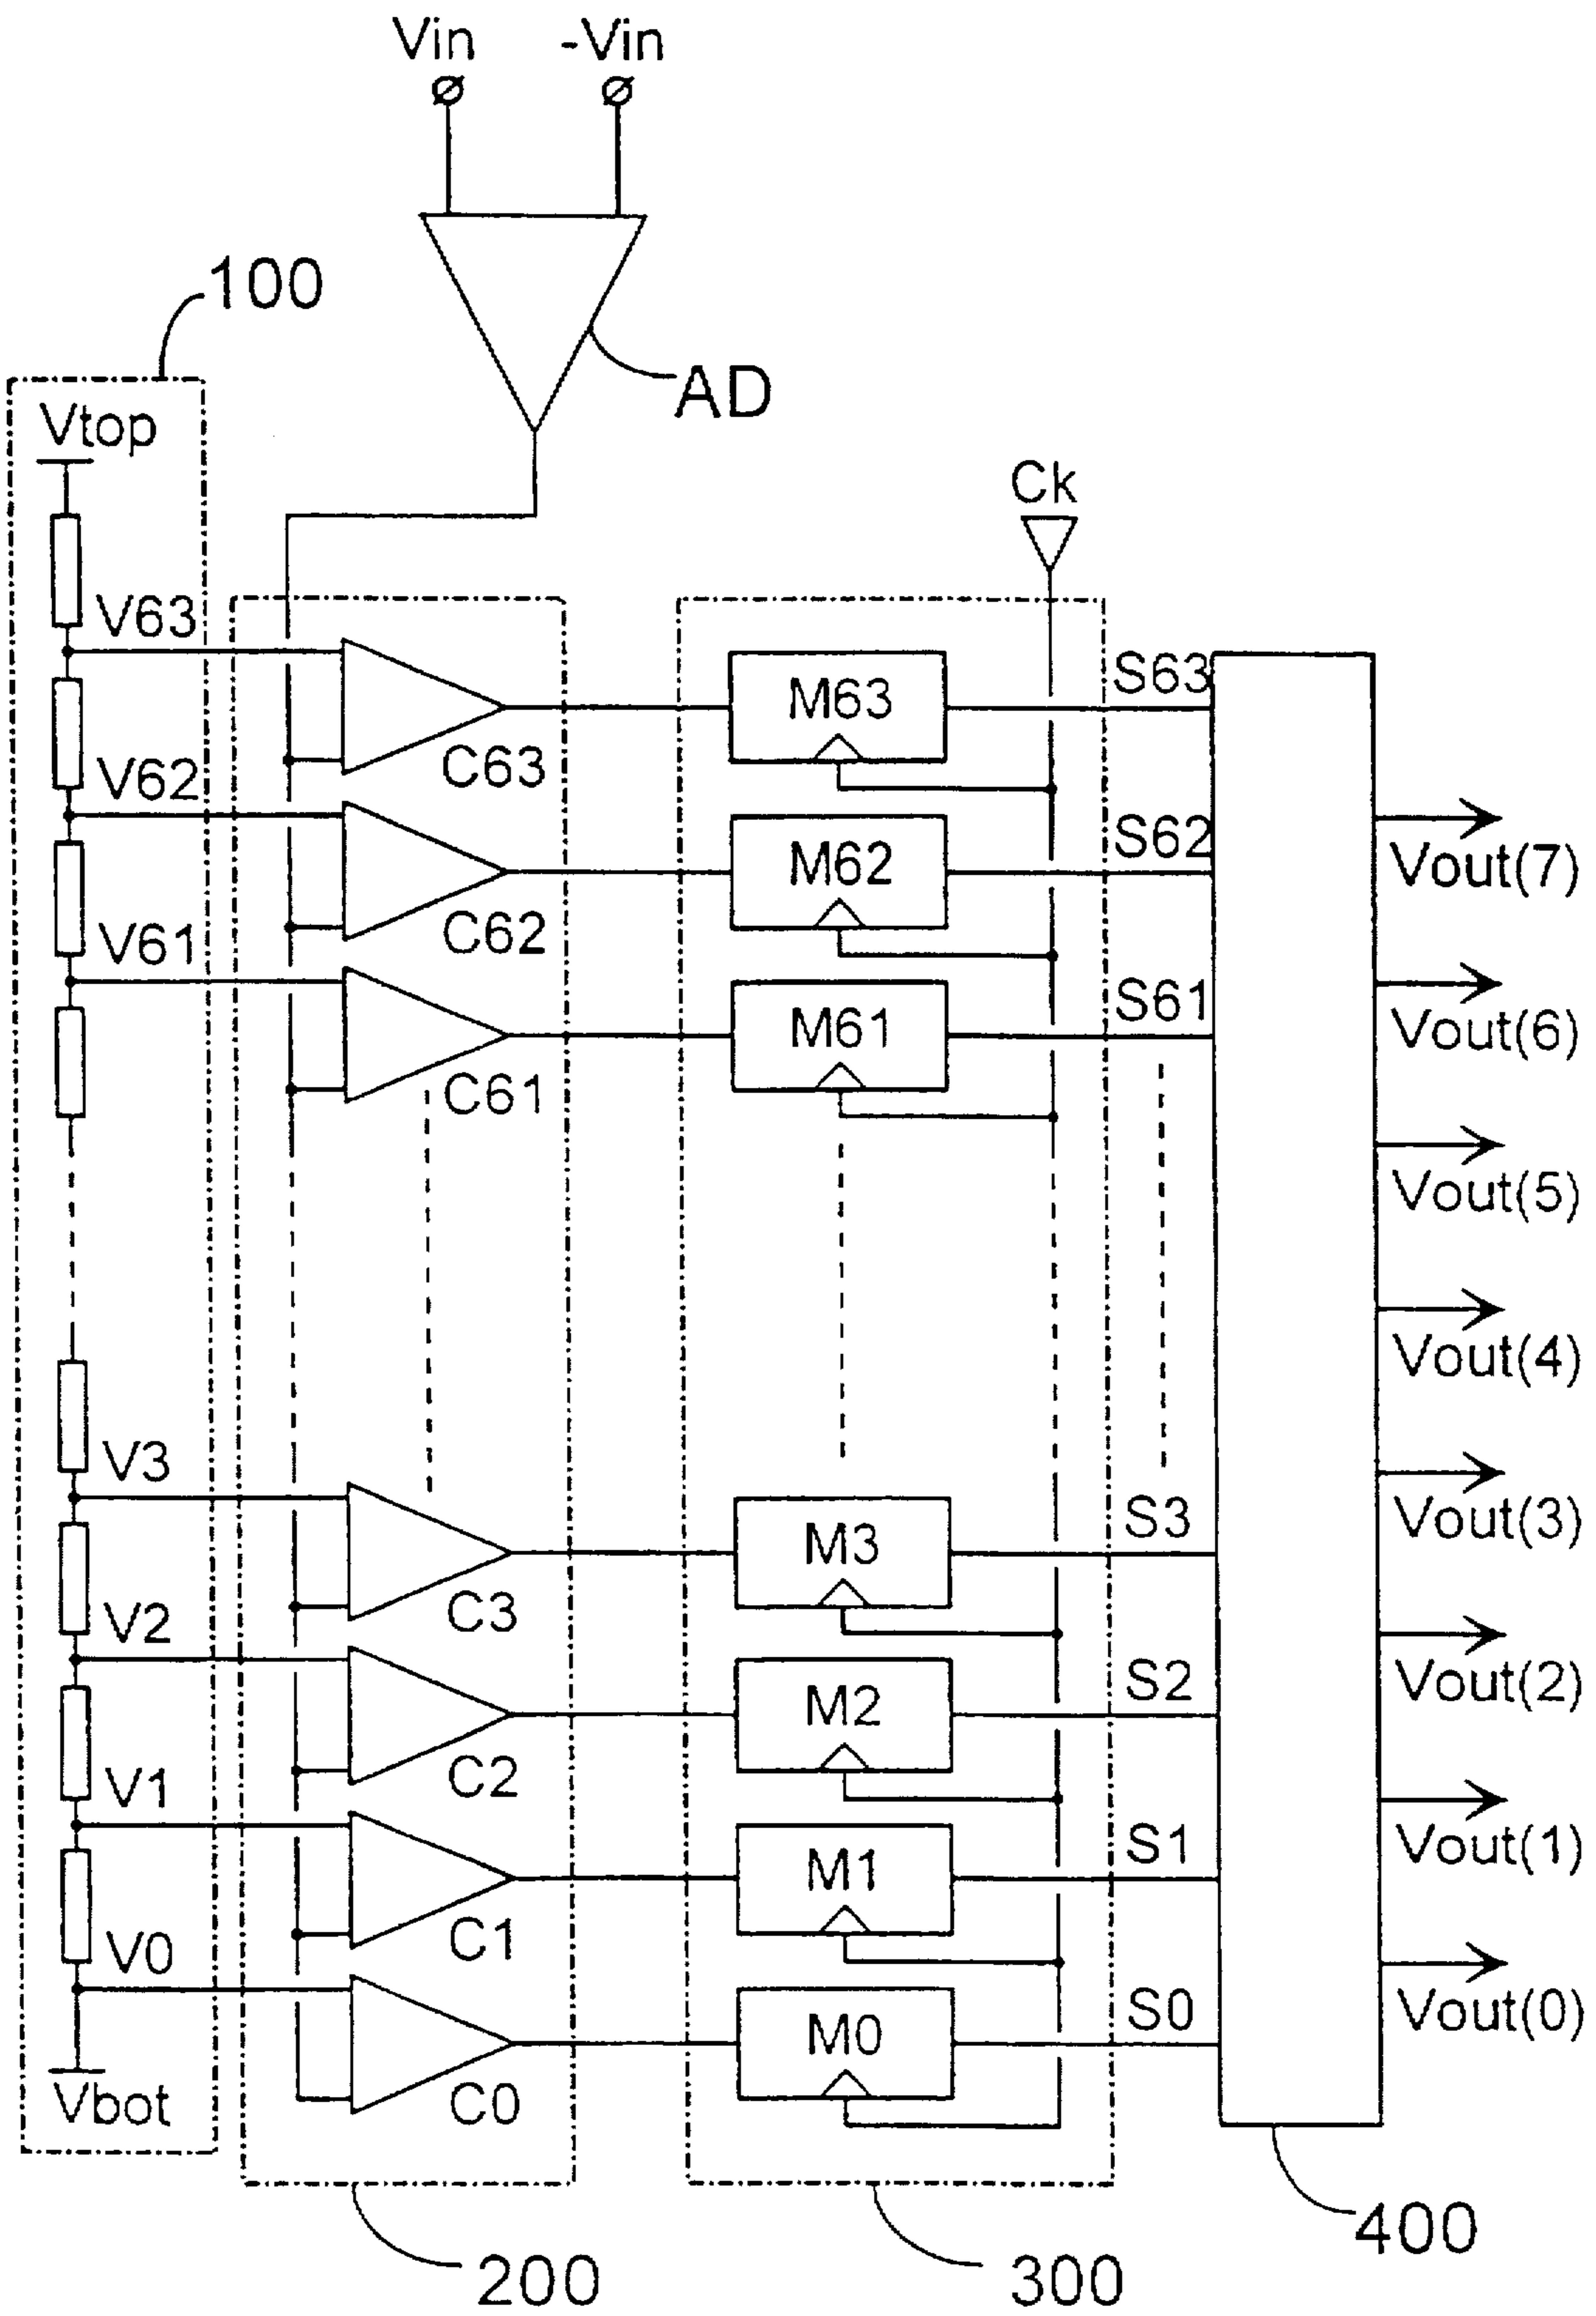 Vin -Vin
100
AD
Vtop
Ck
V63
S63
M63
C63
V62
S62
M62
Vout(7)
C62
V61
S61
M61
Vout(6)
C61
Vout(5)
Vout(4)
V3
S3
Vout(3)
M3
C3
V2
S2
Vout(2)
M2
C2
V1
S1
Vout(1)
M1
C1
V0
S0
Vout(0)
M0
Vbot
C0
400
200
300